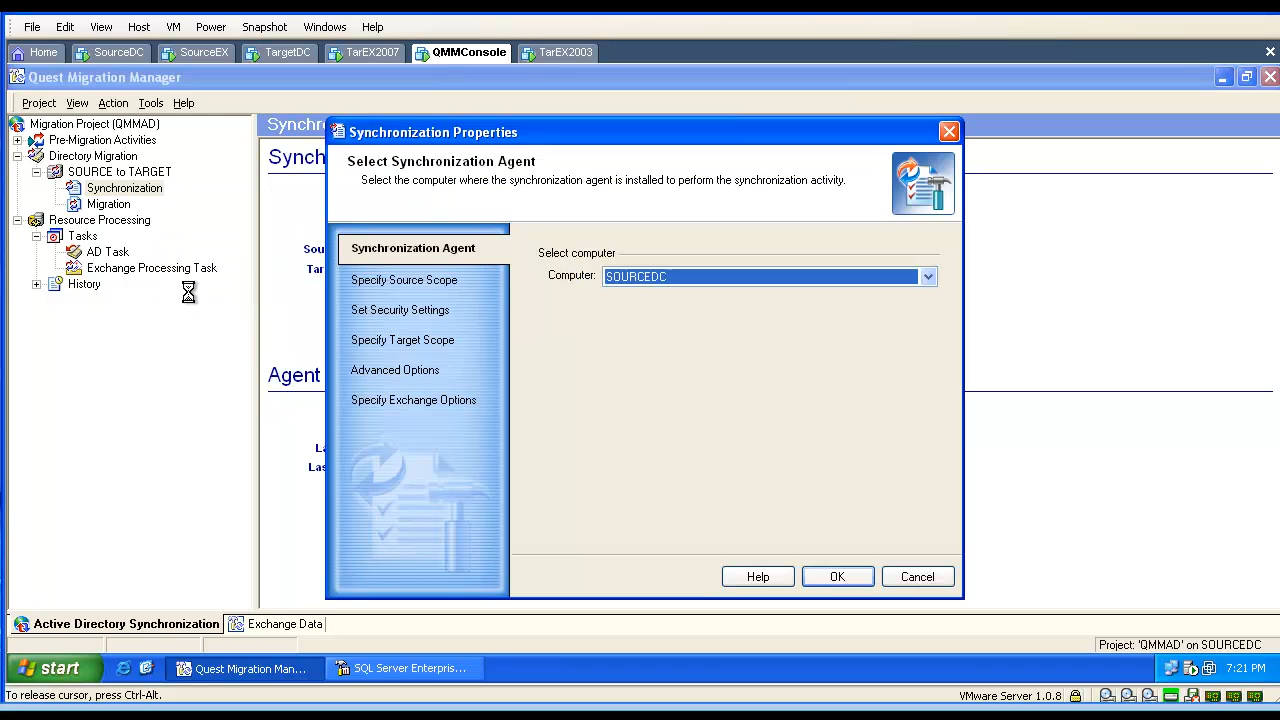 File Edit View Host VM Power Snapshot Windows Help
Home SourceDC SourceEX TargetDC TarEX2007 QMMConsole TarEX2003
Quest Migration Manager
Project View Action Tools Help
Migration Project (QMMAD)
Pre-Migration Activities
Directory Migration
SOURCE to TARGET
Synchronization
Migration
Resource Processing
Tasks
AD Task
Exchange Processing Task
History
Synchr
Synch
Sou
Tar
Agent
La
Las
Synchronization Properties
Select Synchronization Agent
Select the computer where the synchronization agent is installed to perform the synchronization activity.
Synchronization Agent
Specify Source Scope
Set Security Settings
Specify Target Scope
Advanced Options
Specify Exchange Options
Select computer
Computer: SOURCEDC
Help OK Cancel
Active Directory Synchronization Exchange Data
Project: 'QMMAD' on SOURCEDC
start Quest Migration Man... SQL Server Enterpris... 7:21 PM
To release cursor, press Ctrl-Alt. VMware Server 1.0.8